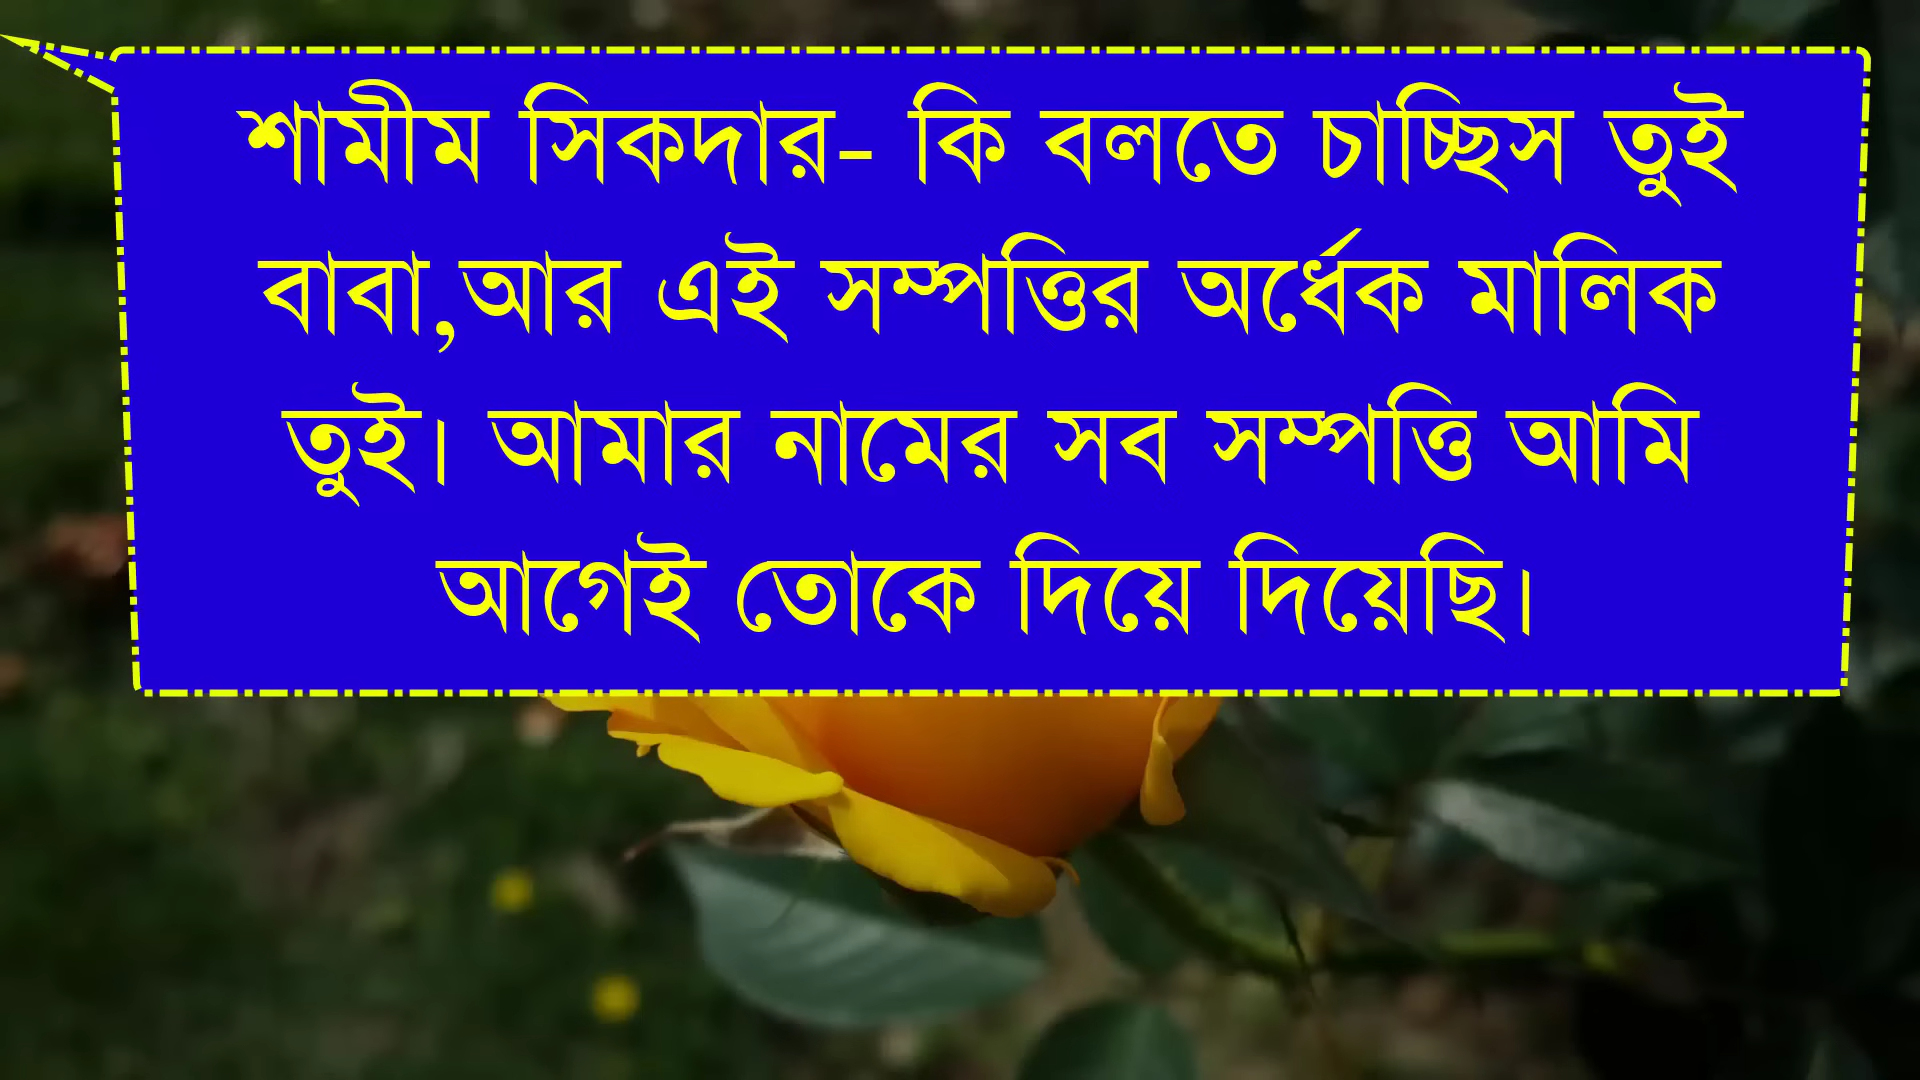 শামীম সিকদার- কি বলতে চাচ্ছিস তুই
বাবা,আর এই সম্পত্তির অর্ধেক মালিক
তুই। আমার নামের সব সম্পত্তি আমি
আগেই তোকে দিয়ে দিয়েছি।